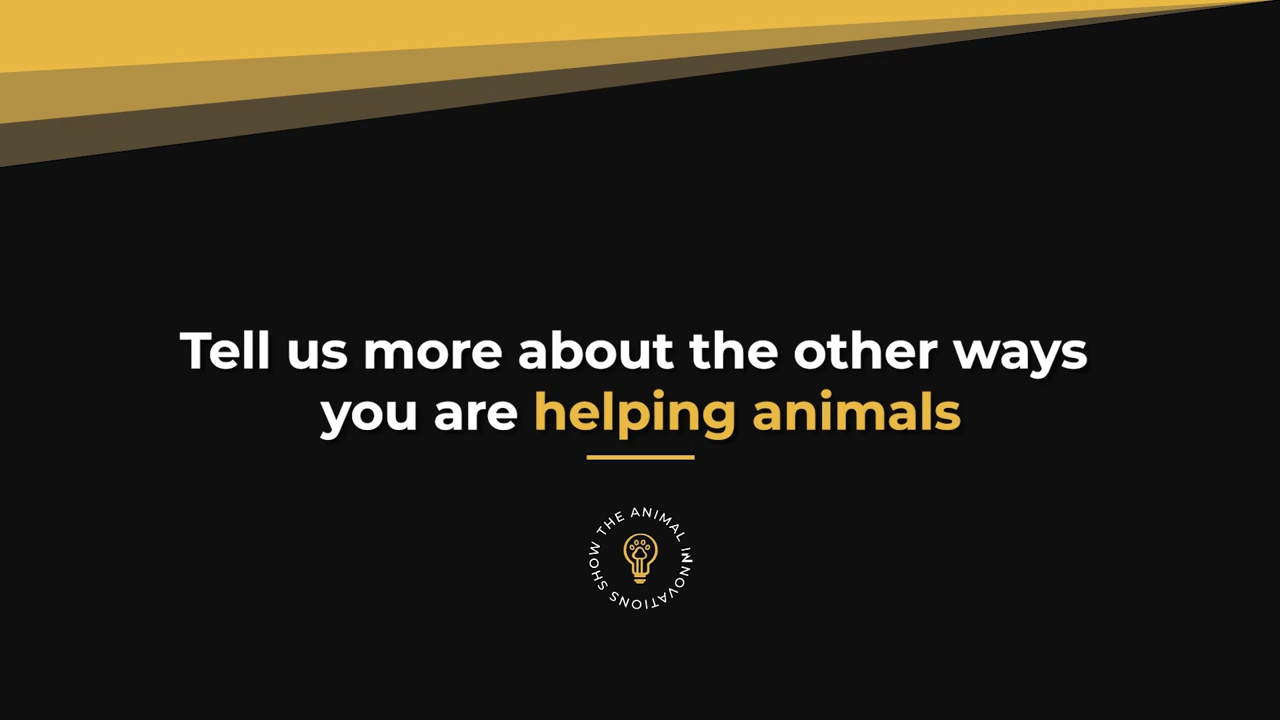 Tell us more about the other ways
you are helping animals
THE ANIMAL INNOVATIONS SHOW